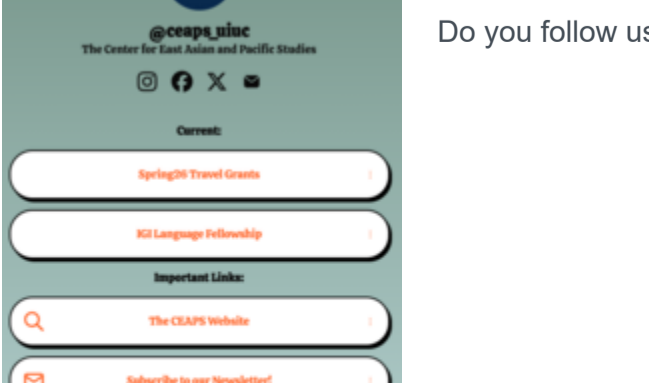 @ceaps_uiuc
The Center for East Asian and Pacific Studies
Current:
Spring26 Travel Grants
IGI Language Fellowship
Important Links:
The CEAPS Website
Subscribe to our Newsletter!
Do you follow us